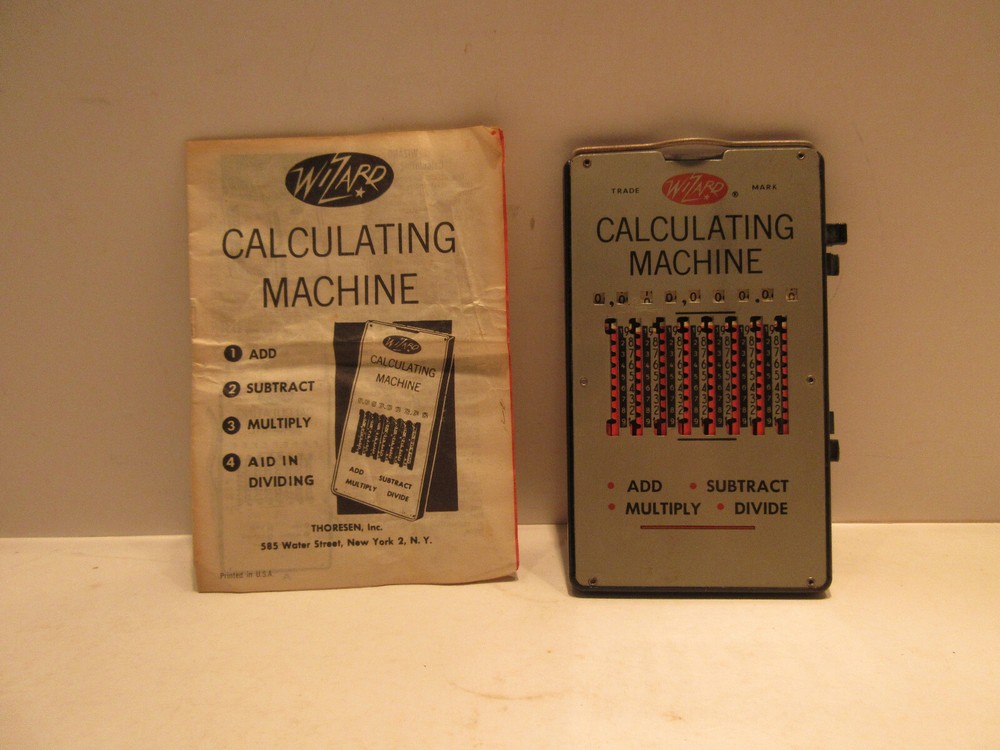 WIZARD
CALCULATING
MACHINE
1 ADD
2 SUBTRACT
3 MULTIPLY
4 AID IN
DIVIDING
WIZARD
CALCULATING
MACHINE
ADD SUBTRACT
MULTIPLY DIVIDE
THORESEN, Inc.
585 Water Street, New York 2, N. Y.
Printed in U.S.A.
TRADE WIZARD ® MARK
CALCULATING
MACHINE
• ADD • SUBTRACT
• MULTIPLY • DIVIDE